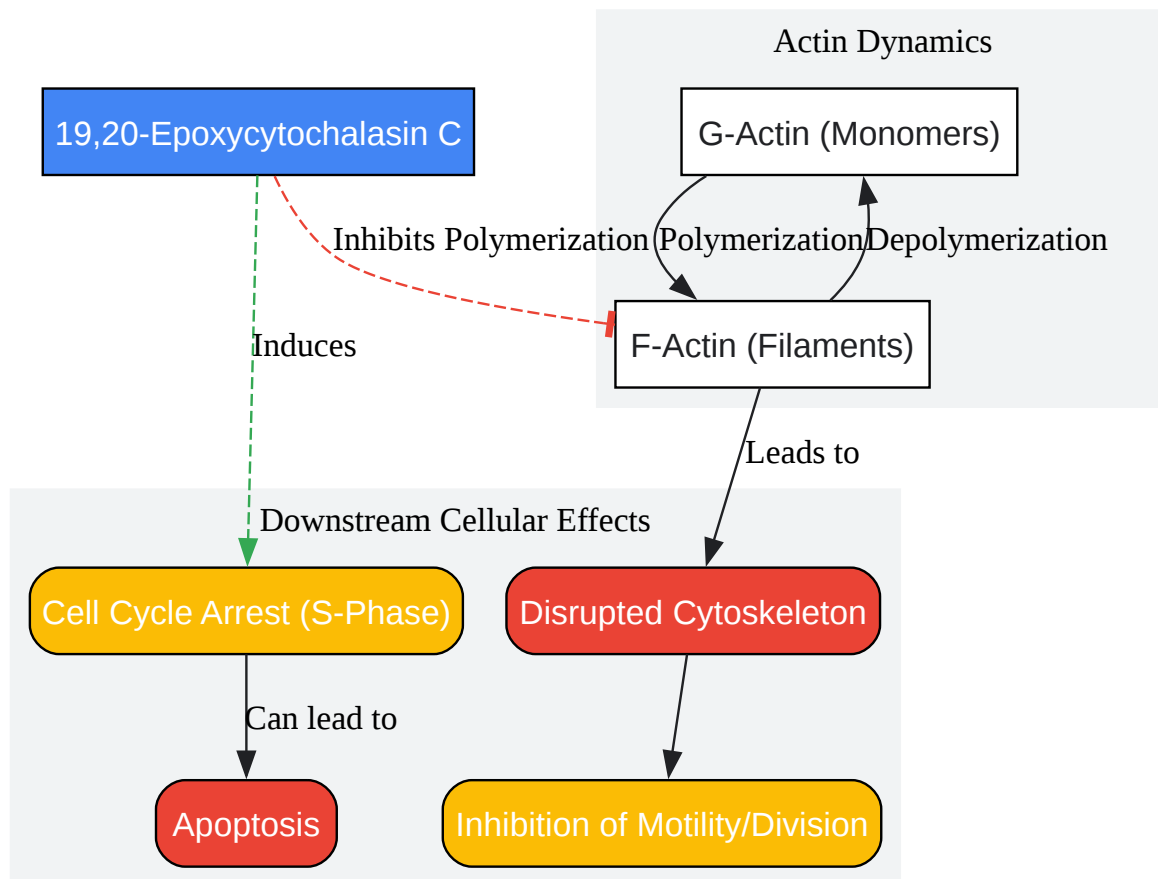 Actin Dynamics
19,20-Epoxycytochalasin C
G-Actin (Monomers)
Inhibits Polymerization
Polymerization
Depolymerization
Induces
F-Actin (Filaments)
Leads to
Downstream Cellular Effects
Cell Cycle Arrest (S-Phase)
Disrupted Cytoskeleton
Can lead to
Apoptosis
Inhibition of Motility/Division